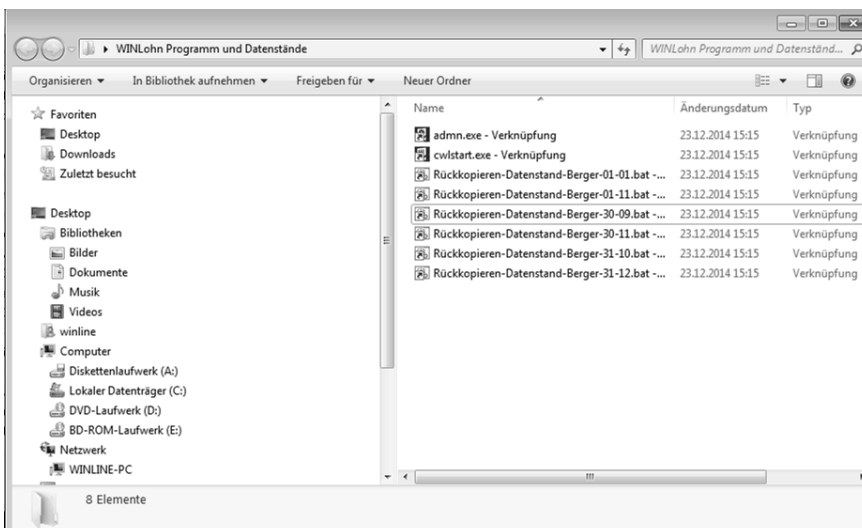 WINLohn Programm und Datenstände
WINLohn Programm und Datenständ...
Organisieren In Bibliothek aufnehmen Freigeben für Neuer Ordner
Favoriten
Desktop
Downloads
Zuletzt besucht
Desktop
Bibliotheken
Bilder
Dokumente
Musik
Videos
winline
Computer
Diskettenlaufwerk (A:)
Lokaler Datenträger (C:)
DVD-Laufwerk (D:)
BD-ROM-Laufwerk (E:)
Netzwerk
WINLINE-PC
Name Änderungsdatum Typ
admn.exe - Verknüpfung 23.12.2014 15:15 Verknüpfung
cwlstart.exe - Verknüpfung 23.12.2014 15:15 Verknüpfung
Rückkopieren-Datenstand-Berger-01-01.bat -... 23.12.2014 15:15 Verknüpfung
Rückkopieren-Datenstand-Berger-01-11.bat -... 23.12.2014 15:15 Verknüpfung
Rückkopieren-Datenstand-Berger-30-09.bat -... 23.12.2014 15:15 Verknüpfung
Rückkopieren-Datenstand-Berger-30-11.bat -... 23.12.2014 15:15 Verknüpfung
Rückkopieren-Datenstand-Berger-31-10.bat -... 23.12.2014 15:15 Verknüpfung
Rückkopieren-Datenstand-Berger-31-12.bat -... 23.12.2014 15:15 Verknüpfung
8 Elemente